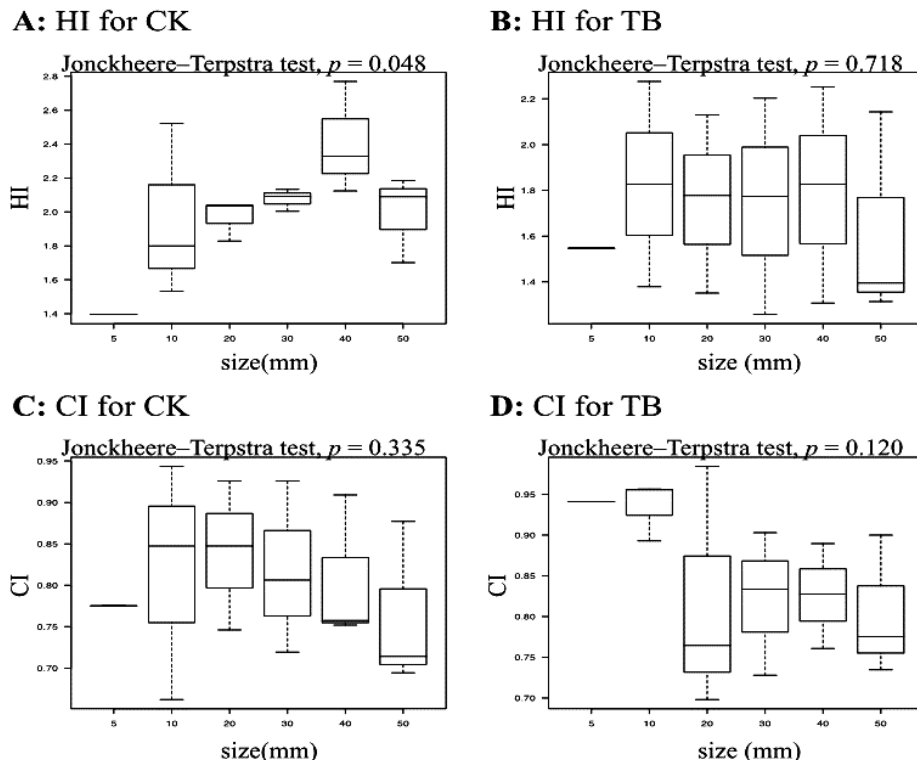 A: HI for CK
Jonckheere–Terpstra test, p = 0.048
HI
2.8
2.6
2.4
2.2
2.0
1.8
1.6
1.4
5 10 20 30 40 50
size(mm)
B: HI for TB
Jonckheere–Terpstra test, p = 0.718
HI
2.2
2.0
1.8
1.6
1.4
5 10 20 30 40 50
size (mm)
C: CI for CK
Jonckheere–Terpstra test, p = 0.335
CI
0.95
0.90
0.85
0.80
0.75
0.70
5 10 20 30 40 50
size(mm)
D: CI for TB
Jonckheere–Terpstra test, p = 0.120
CI
0.95
0.90
0.85
0.80
0.75
0.70
5 10 20 30 40 50
size (mm)